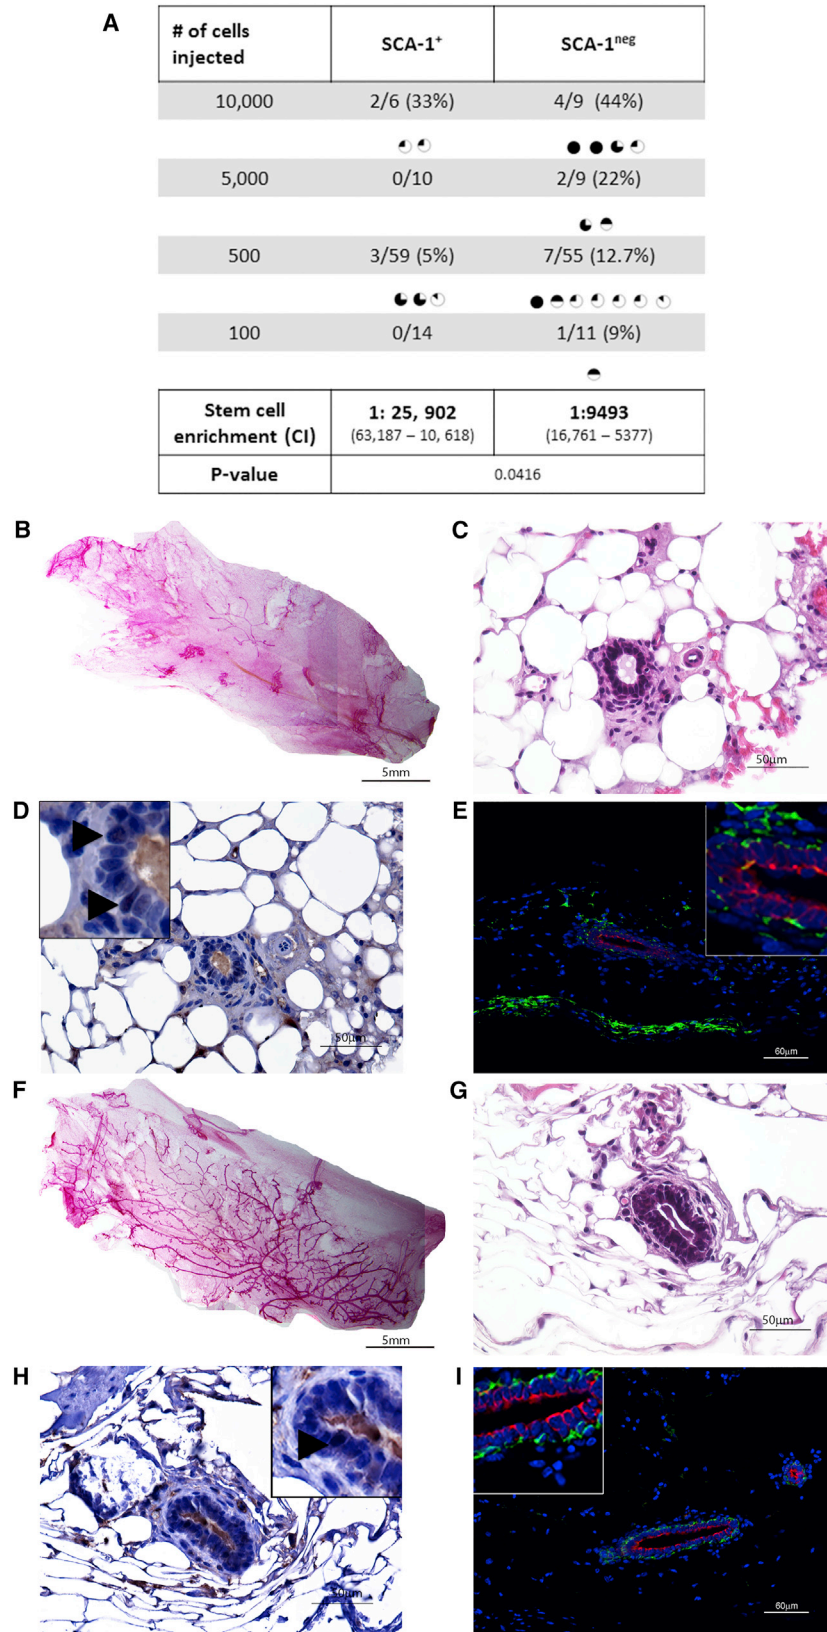 A
# of cells
injected
SCA-1⁺
SCA-1ⁿᵉᵍ
10,000
2/6 (33%)
4/9 (44%)
5,000
0/10
2/9 (22%)
500
3/59 (5%)
7/55 (12.7%)
100
0/14
1/11 (9%)
Stem cell
enrichment (CI)
1: 25, 902
(63,187 – 10, 618)
1:9493
(16,761 – 5377)
P-value
0.0416
B
5mm
C
50μm
D
50μm
E
60μm
F
5mm
G
50μm
H
50μm
I
60μm